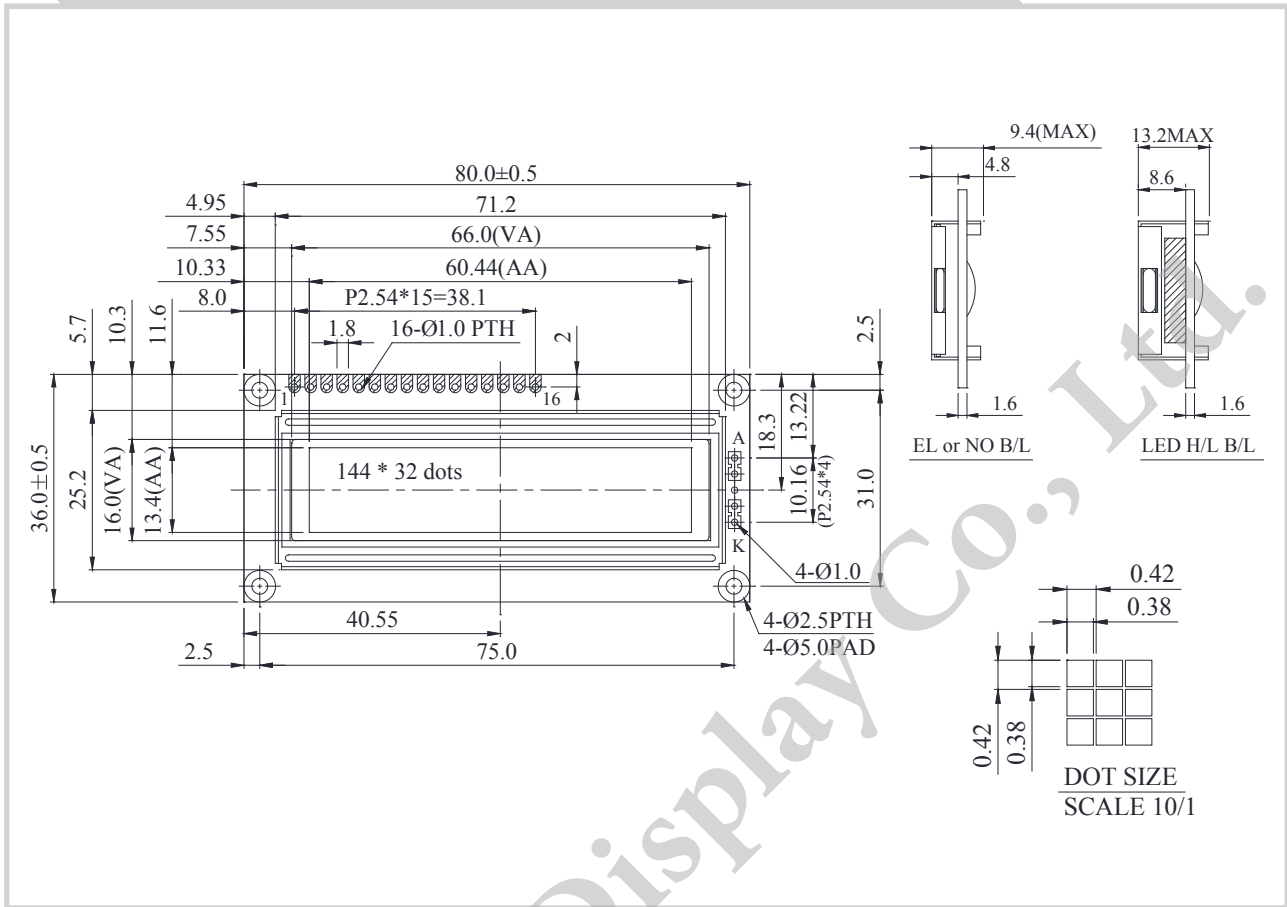 80.0±0.5
4.95
71.2
7.55
66.0(VA)
10.33
60.44(AA)
8.0
P2.54*15=38.1
1.8
16-Ø1.0 PTH
2
5.7
10.3
11.6
2.5
1
16
36.0±0.5
25.2
16.0(VA)
13.4(AA)
144 * 32 dots
A
K
18.3
13.22
10.16
(P2.54*4)
31.0
4-Ø1.0
4-Ø2.5PTH
4-Ø5.0PAD
40.55
2.5
75.0
9.4(MAX)
4.8
1.6
EL or NO B/L
13.2MAX
8.6
1.6
LED H/L B/L
0.42
0.38
0.42
0.38
DOT SIZE
SCALE 10/1
Display Co., Ltd.